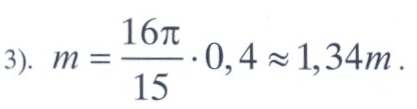 3). m = 16π/15 · 0,4 ≈ 1,34m.